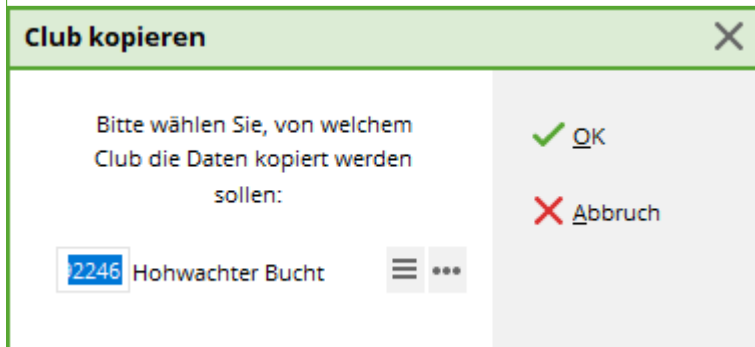 Club kopieren
Bitte wählen Sie, von welchem
Club die Daten kopiert werden
sollen:
OK
Abbruch
2246 Hohwachter Bucht